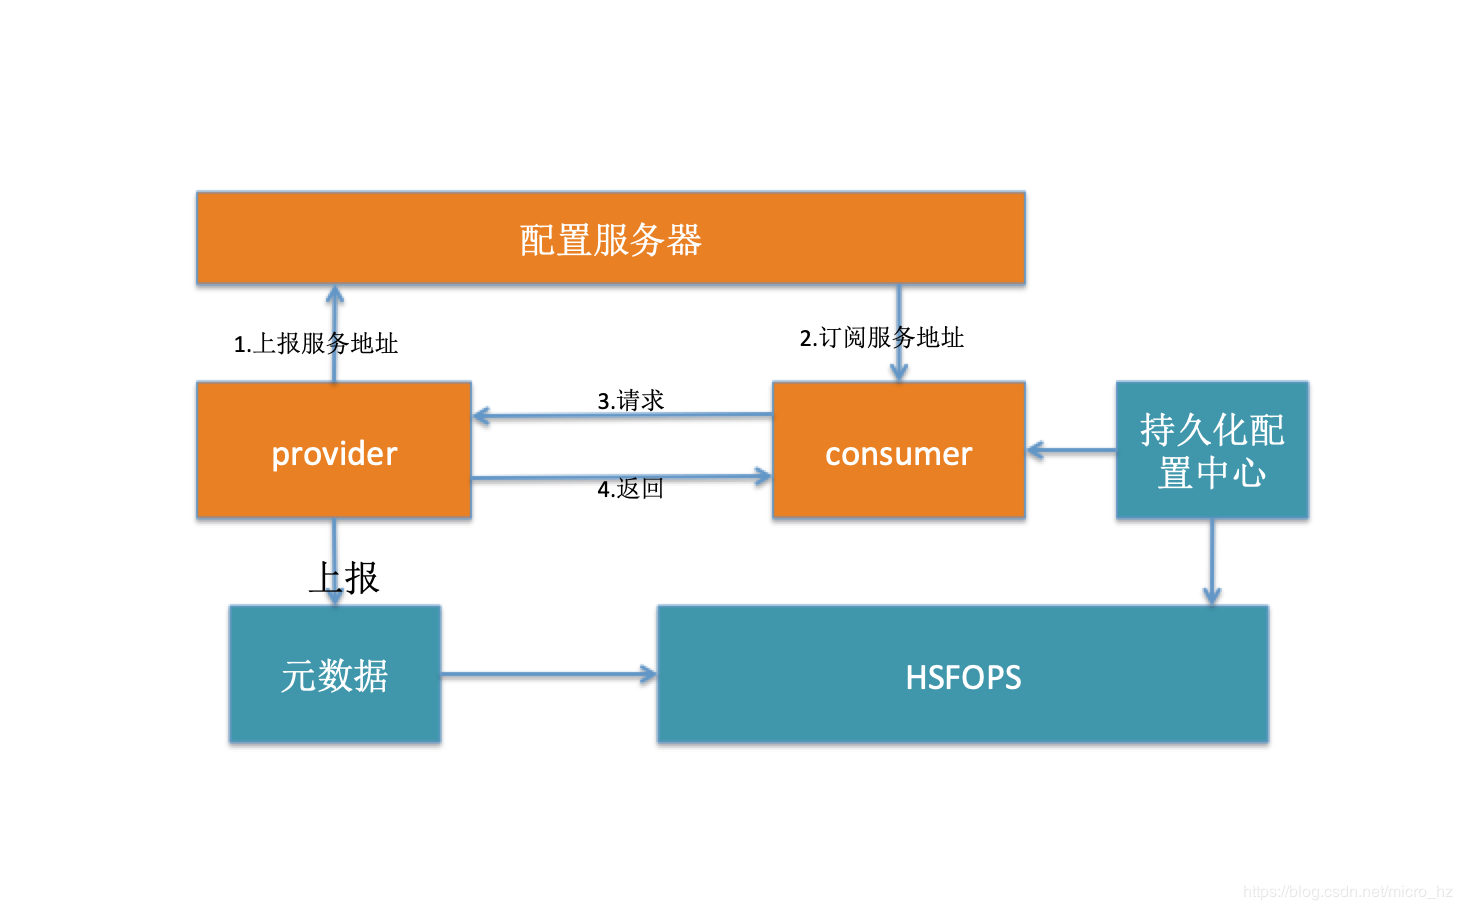 配置服务器
1.上报服务地址
2.订阅服务地址
3.请求
provider
consumer
持久化配
置中心
4.返回
上报
元数据
HSFOPS
https://blog.csdn.net/micro_hz